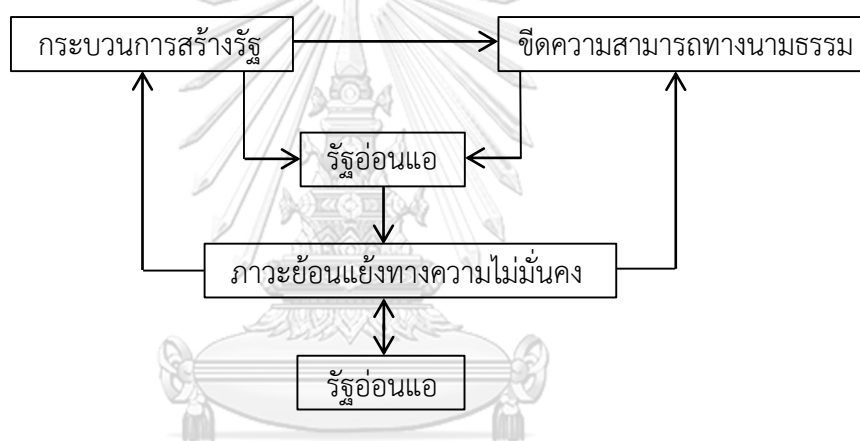 กระบวนการสร้างรัฐ
ขีดความสามารถทางนามธรรม
รัฐอ่อนแอ
ภาวะย้อนแย้งทางความไม่มั่นคง
รัฐอ่อนแอ